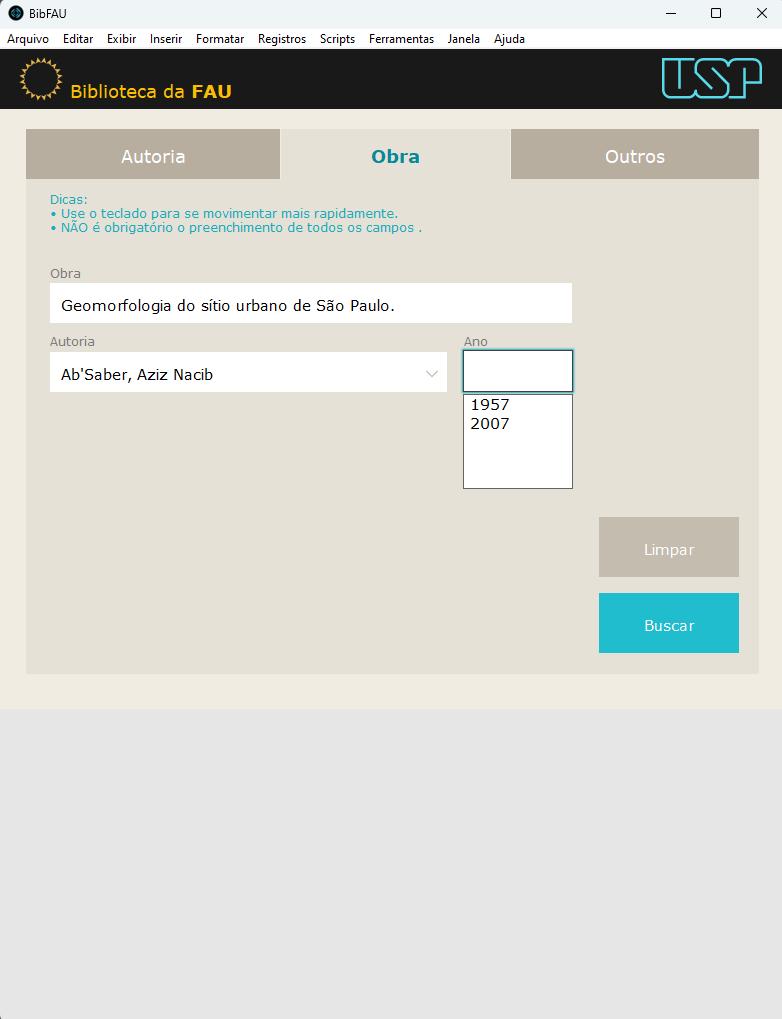 BibFAU
Arquivo Editar Exibir Inserir Formatar Registros Scripts Ferramentas Janela Ajuda
Biblioteca da FAU
USP
Autoria Obra Outros
Dicas:
• Use o teclado para se movimentar mais rapidamente.
• NÃO é obrigatório o preenchimento de todos os campos .
Obra
Geomorfologia do sítio urbano de São Paulo.
Autoria Ano
Ab'Saber, Aziz Nacib
1957
2007
Limpar
Buscar